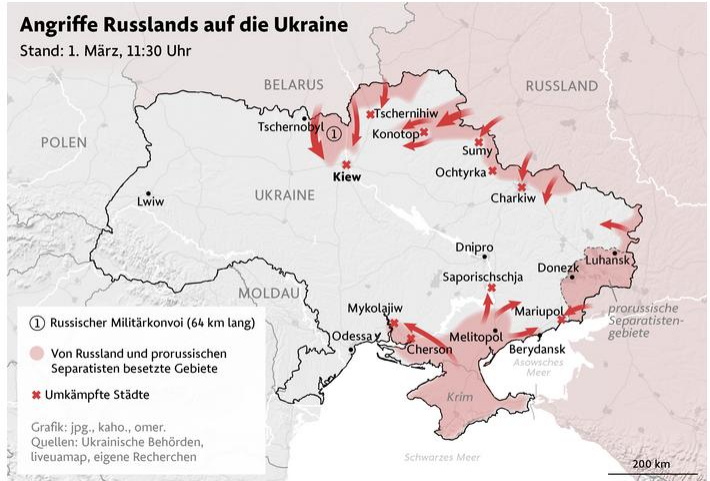 Angriffe Russlands auf die Ukraine
Stand: 1. März, 11:30 Uhr
BELARUS
RUSSLAND
Tschernihiw
Tschernobyl
1
Konotop
POLEN
Sumy
Kiew
Ochtyrka
UKRAINE
Charkiw
Lwiw
Dnipro
Luhansk
Donezk
Saporischschja
MOLDAU
Mykolajiw
Mariupol
prorussische
Separatisten-
gebiete
Odessa
Melitopol
Cherson
Berydansk
Asowsches
Meer
Krim
Schwarzes Meer
1 Russischer Militärkonvoi (64 km lang)
Von Russland und prorussischen
Separatisten besetzte Gebiete
Umkämpfte Städte
Grafik: jpg., kaho., omer.
Quellen: Ukrainische Behörden,
liveuamap, eigene Recherchen
200 km